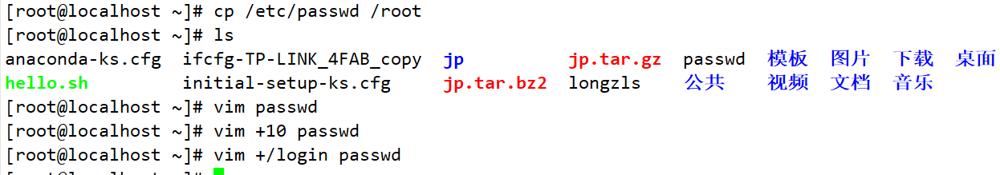 [root@localhost ~]# cp /etc/passwd /root
[root@localhost ~]# ls
anaconda-ks.cfg  ifcfg-TP-LINK_4FAB_copy  jp          jp.tar.gz  passwd  模板  图片  下载  桌面
hello.sh         initial-setup-ks.cfg     jp.tar.bz2  longzls    公共    视频  文档  音乐
[root@localhost ~]# vim passwd
[root@localhost ~]# vim +10 passwd
[root@localhost ~]# vim +/login passwd
[root@localhost ~]#